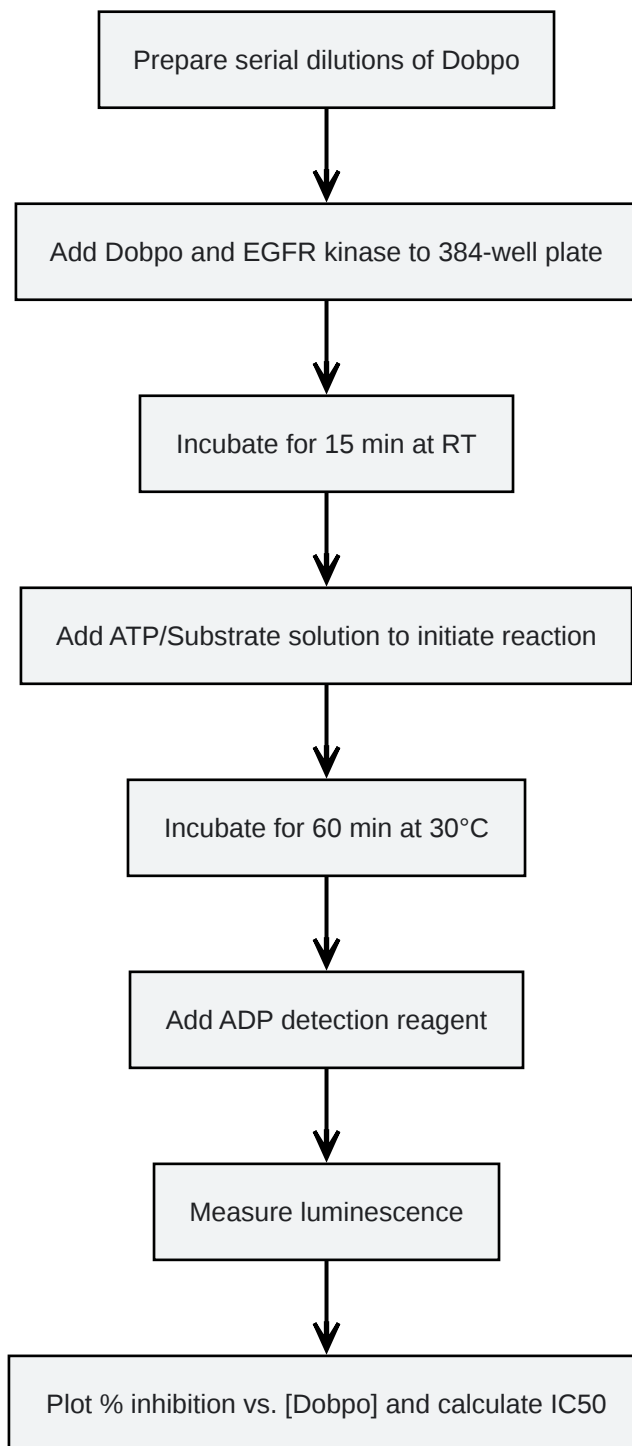 Prepare serial dilutions of Dobpo
Add Dobpo and EGFR kinase to 384-well plate
Incubate for 15 min at RT
Add ATP/Substrate solution to initiate reaction
Incubate for 60 min at 30°C
Add ADP detection reagent
Measure luminescence
Plot % inhibition vs. [Dobpo] and calculate IC50